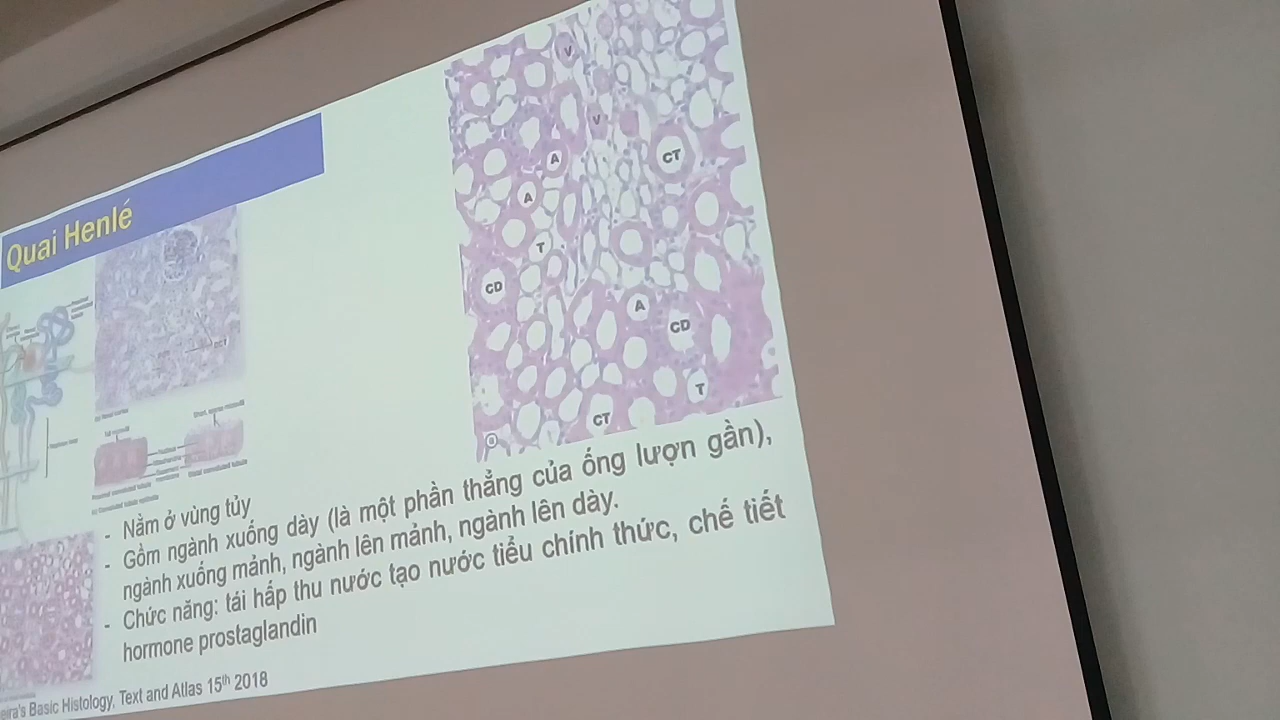 Quai Henlé
V
V
A
CT
A
T
CD
A
CD
T
CT
a
- Nằm ở vùng tủy
- Gồm ngành xuống dày (là một phần thẳng của óng lượn gần),
ngành xuống mảnh, ngành lên mảnh, ngành lên dày.
- Chức năng: tái hấp thu nước tạo nước tiểu chính thức, chế tiết
hormone prostaglandin
Basic Histology, Text and Atlas 15th 2018